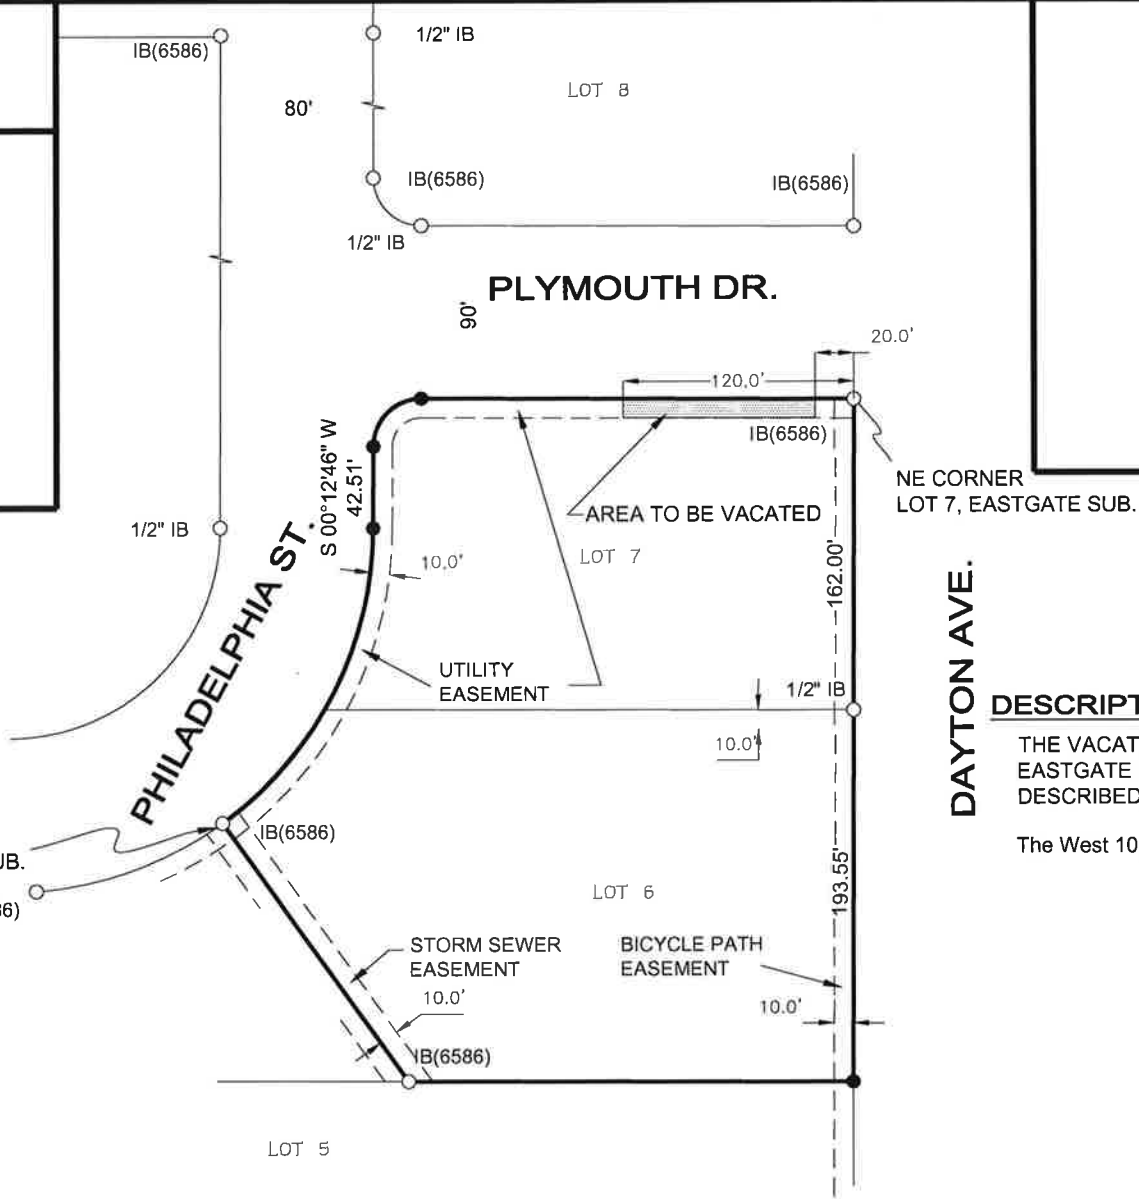 IB(6586)
1/2" IB
LOT 8
80'
IB(6586)
IB(6586)
1/2" IB
PLYMOUTH DR.
90'
20.0'
120.0'
IB(6586)
S 00°12'46" W
42.51'
NE CORNER
LOT 7, EASTGATE SUB.
1/2" IB
AREA TO BE VACATED
LOT 7
10.0'
162.00'
PHILADELPHIA ST.
DAYTON AVE.
UTILITY
EASEMENT
1/2" IB
10.0'
DESCRIPT
THE VACAT
EASTGATE
DESCRIBED
The West 10
IB(6586)
UB.
86)
LOT 6
193.55'
STORM SEWER
EASEMENT
BICYCLE PATH
EASEMENT
10.0'
10.0'
IB(6586)
LOT 5